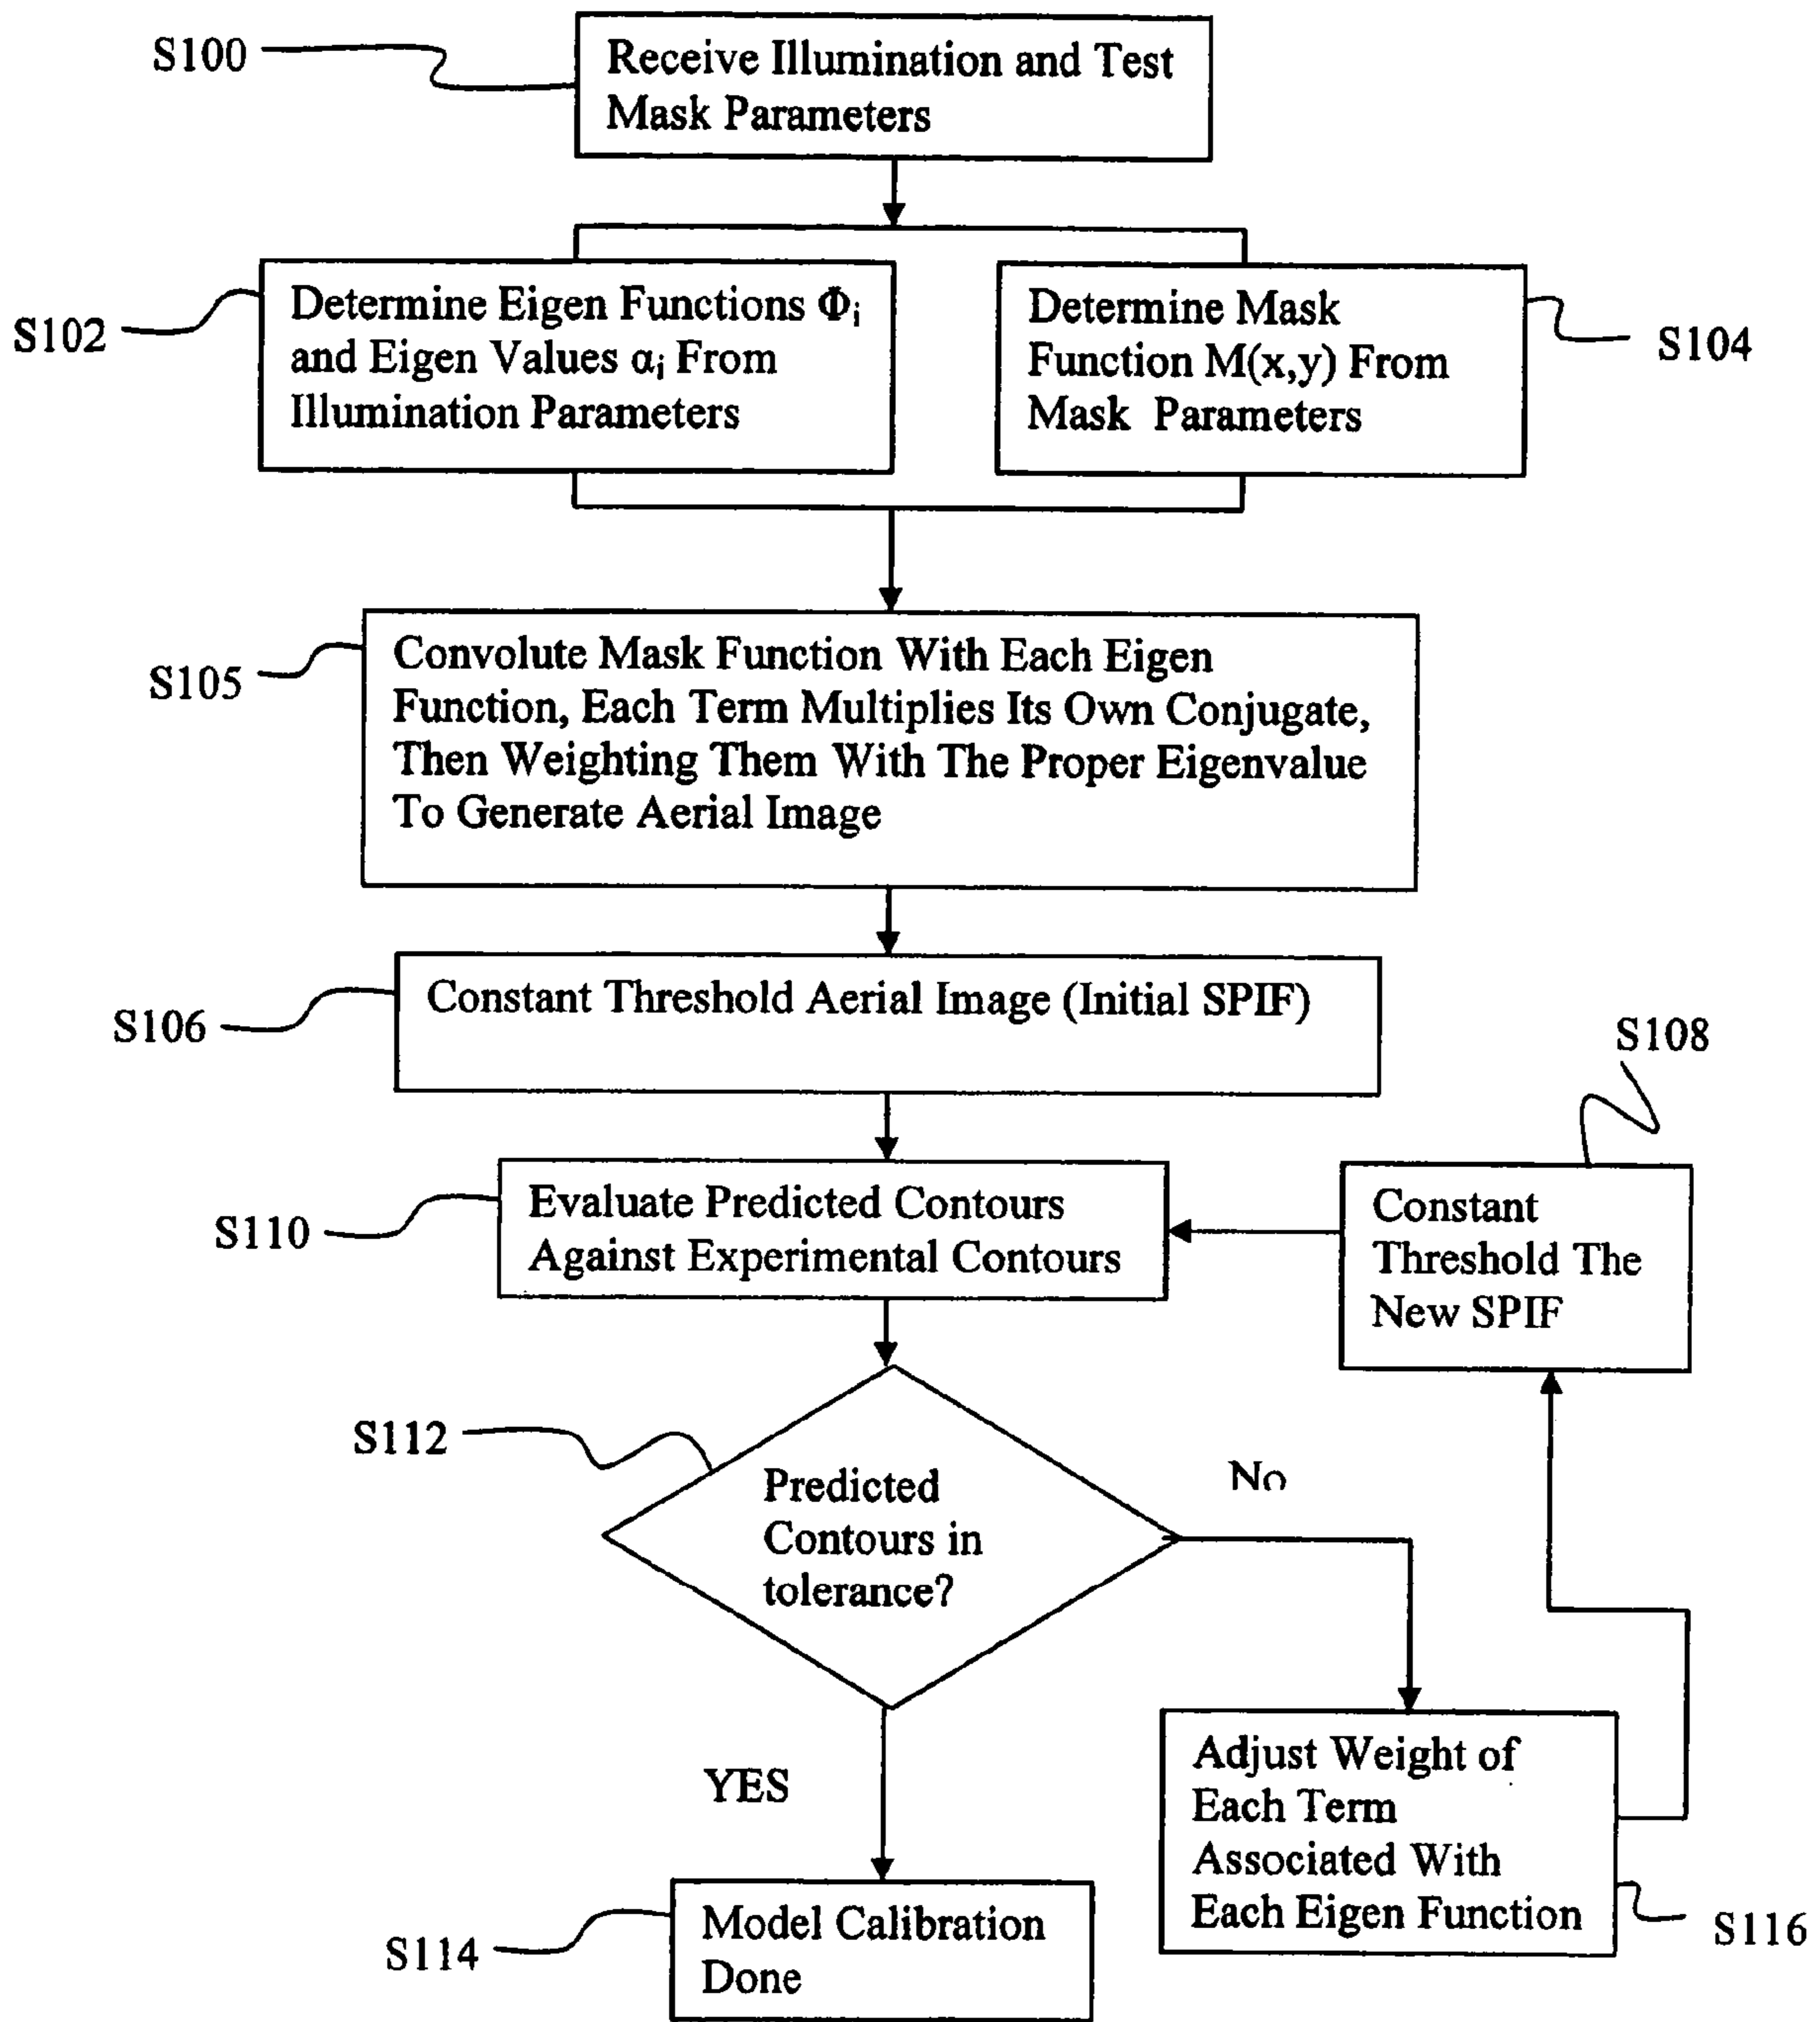 S100
Receive Illumination and Test
Mask Parameters
S102
Determine Eigen Functions Φi
and Eigen Values αi From
Illumination Parameters
Determine Mask
Function M(x,y) From
Mask Parameters
S104
S105
Convolute Mask Function With Each Eigen
Function, Each Term Multiplies Its Own Conjugate,
Then Weighting Them With The Proper Eigenvalue
To Generate Aerial Image
S106
Constant Threshold Aerial Image (Initial SPIF)
S108
S110
Evaluate Predicted Contours
Against Experimental Contours
Constant
Threshold The
New SPIF
S112
Predicted
Contours in
tolerance?
No
YES
Adjust Weight of
Each Term
Associated With
Each Eigen Function
S116
S114
Model Calibration
Done